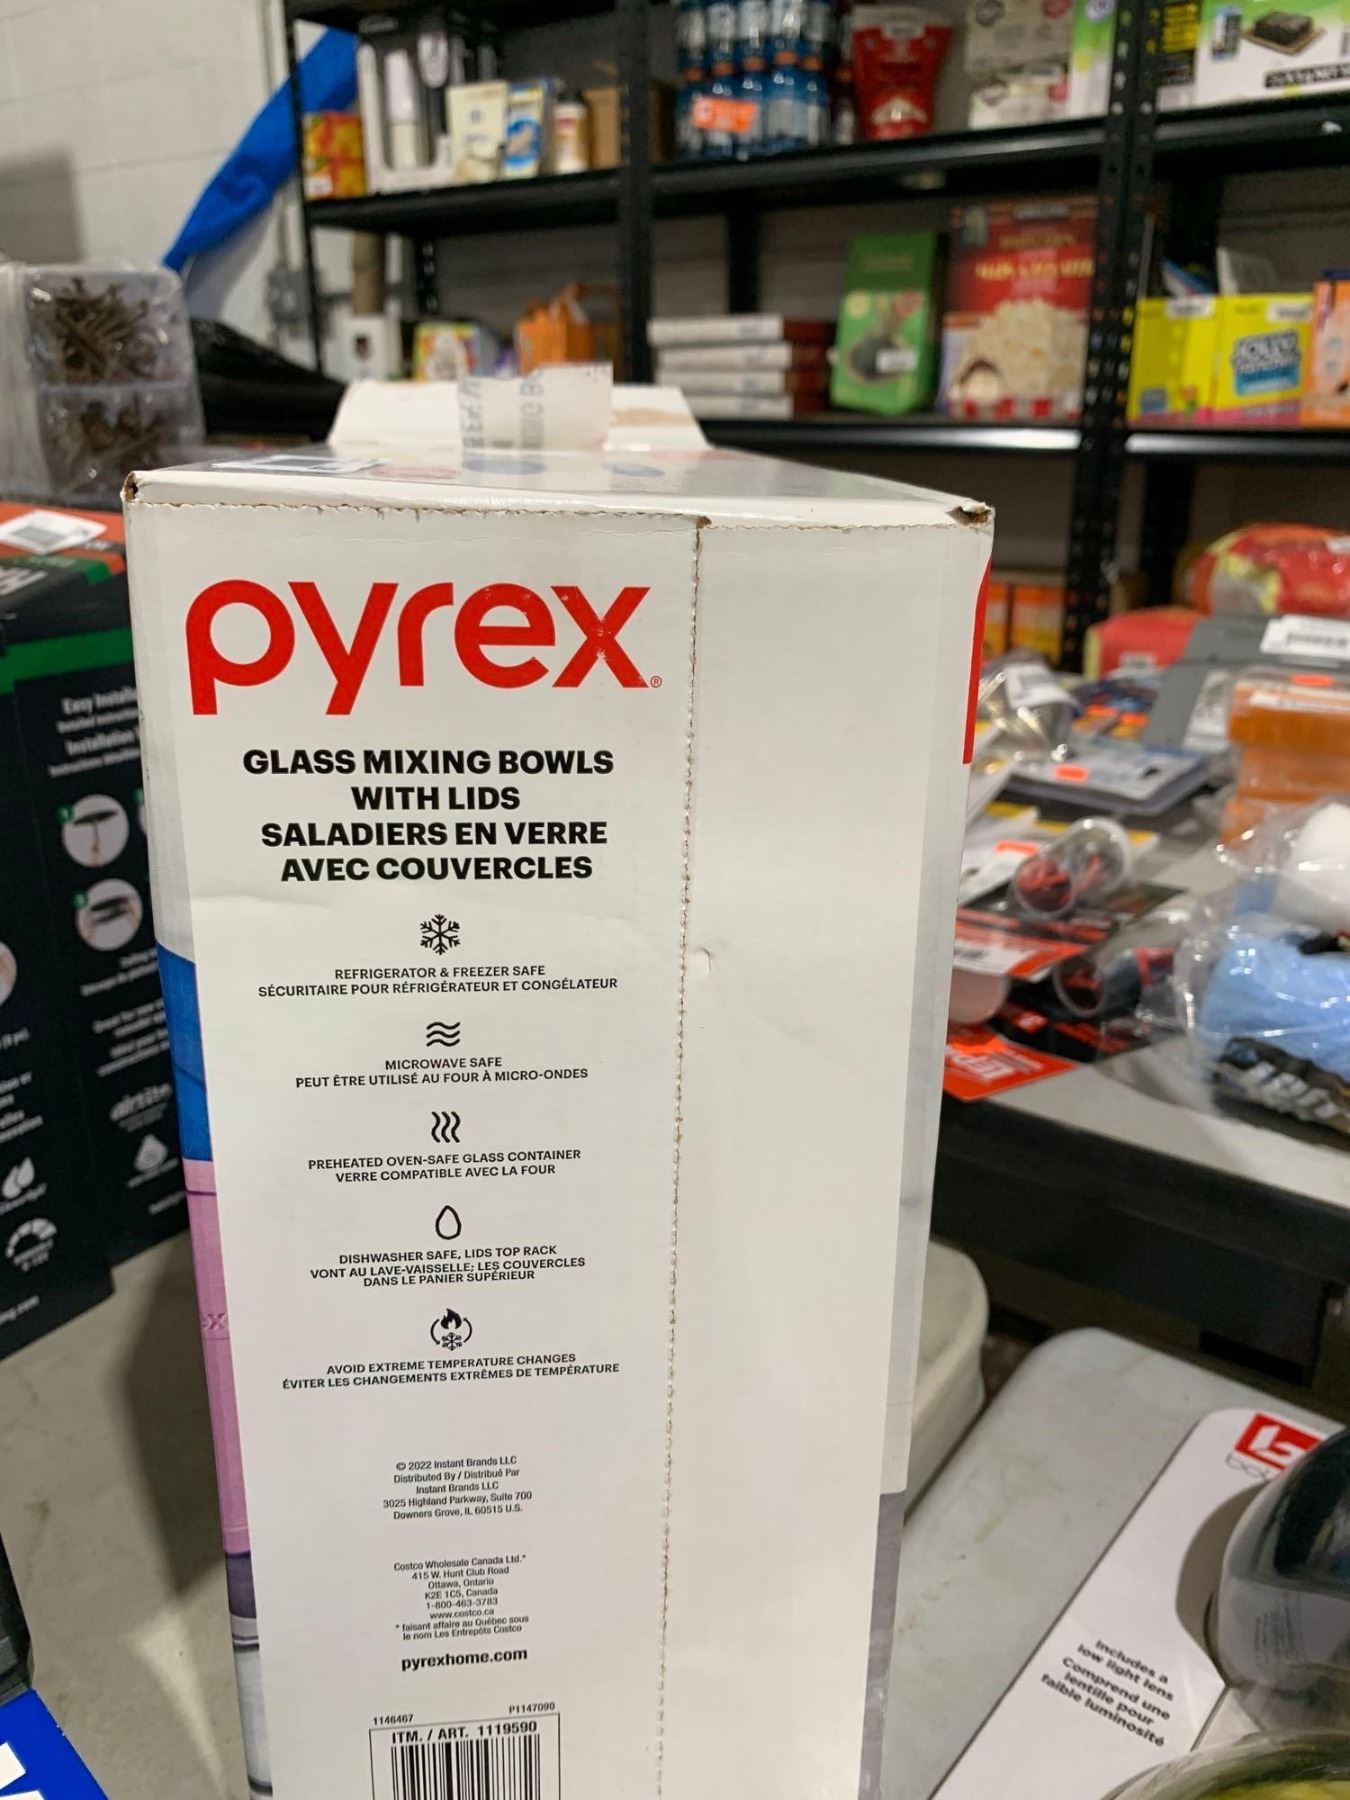 pyrex®
GLASS MIXING BOWLS
WITH LIDS
SALADIERS EN VERRE
AVEC COUVERCLES
REFRIGERATOR & FREEZER SAFE
SÉCURITAIRE POUR RÉFRIGÉRATEUR ET CONGÉLATEUR
MICROWAVE SAFE
PEUT ÊTRE UTILISÉ AU FOUR À MICRO-ONDES
PREHEATED OVEN-SAFE GLASS CONTAINER
VERRE COMPATIBLE AVEC LA FOUR
DISHWASHER SAFE, LIDS TOP RACK
VONT AU LAVE-VAISSELLE; LES COUVERCLES
DANS LE PANIER SUPÉRIEUR
AVOID EXTREME TEMPERATURE CHANGES
ÉVITER LES CHANGEMENTS EXTRÊMES DE TEMPÉRATURE
© 2022 Instant Brands LLC
Distributed By / Distribué Par
Instant Brands LLC
3025 Highland Parkway, Suite 700
Downers Grove, IL 60515 U.S.
Costco Wholesale Canada Ltd.*
415 W. Hunt Club Road
Ottawa, Ontario
K2E 1C5, Canada
1-800-463-3783
www.costco.ca
* faisant affaire au Québec sous
le nom Les Entrepôts Costco
pyrexhome.com
1146467
P1147090
ITM. / ART. 1119590
Includes a
low light lens
Comprend une
lentille pour
faible luminosité